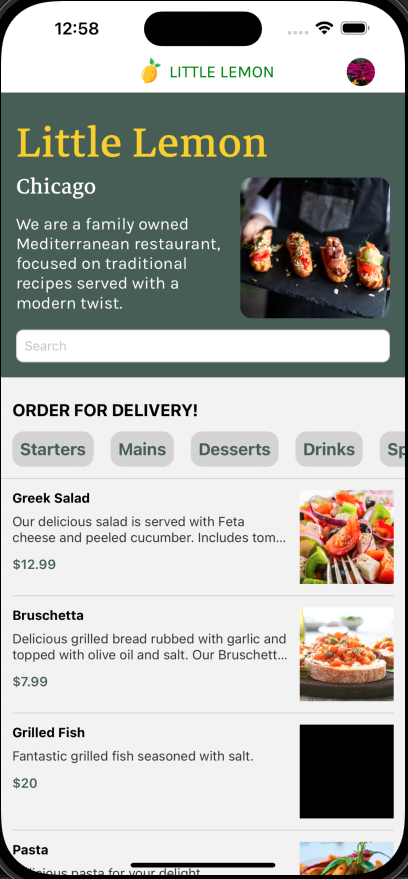 12:58
LITTLE LEMON
Little Lemon
Chicago
We are a family owned
Mediterranean restaurant,
focused on traditional
recipes served with a
modern twist.
Search
ORDER FOR DELIVERY!
Starters
Mains
Desserts
Drinks
Sp
Greek Salad
Our delicious salad is served with Feta
cheese and peeled cucumber. Includes tom...
$12.99
Bruschetta
Delicious grilled bread rubbed with garlic and
topped with olive oil and salt. Our Bruschett...
$7.99
Grilled Fish
Fantastic grilled fish seasoned with salt.
$20
Pasta
Delicious pasta for your delight.